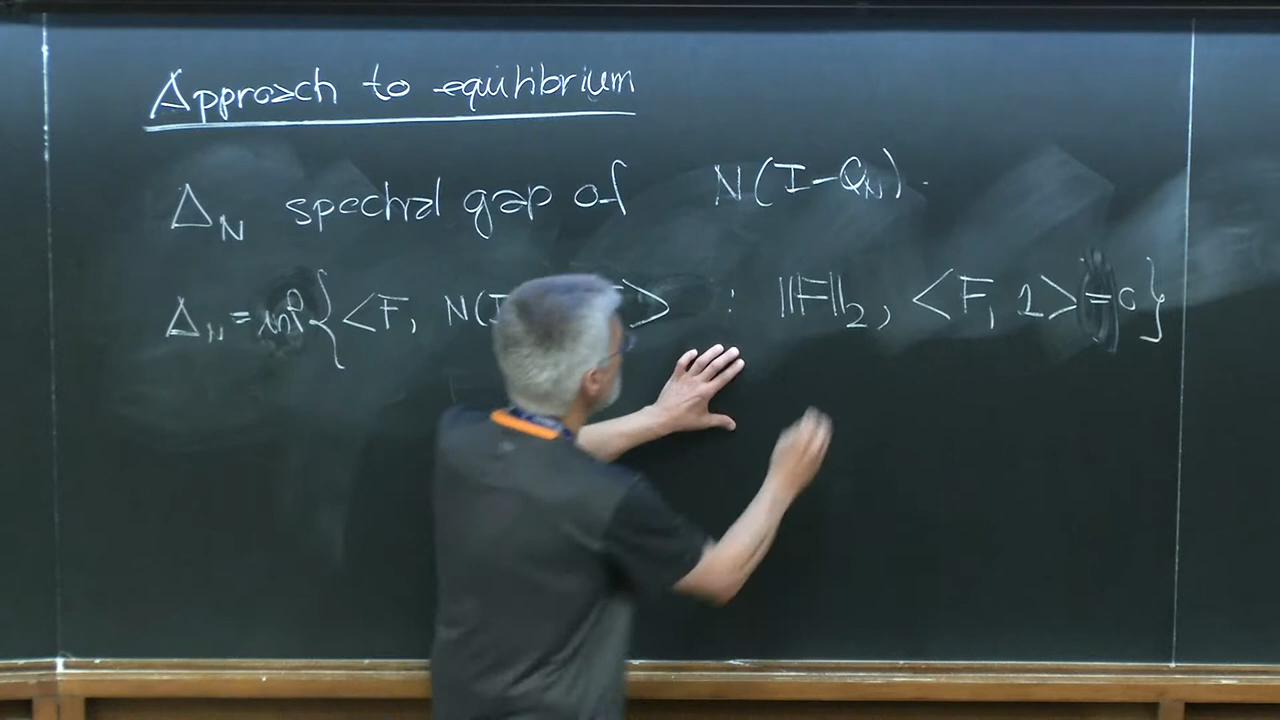 Approach to equilibrium
Δ_N spectral gap of N(I-Q_N).
Δ_N = inf{<F, N(I > : ||F||_2, <F, 1> = 0}